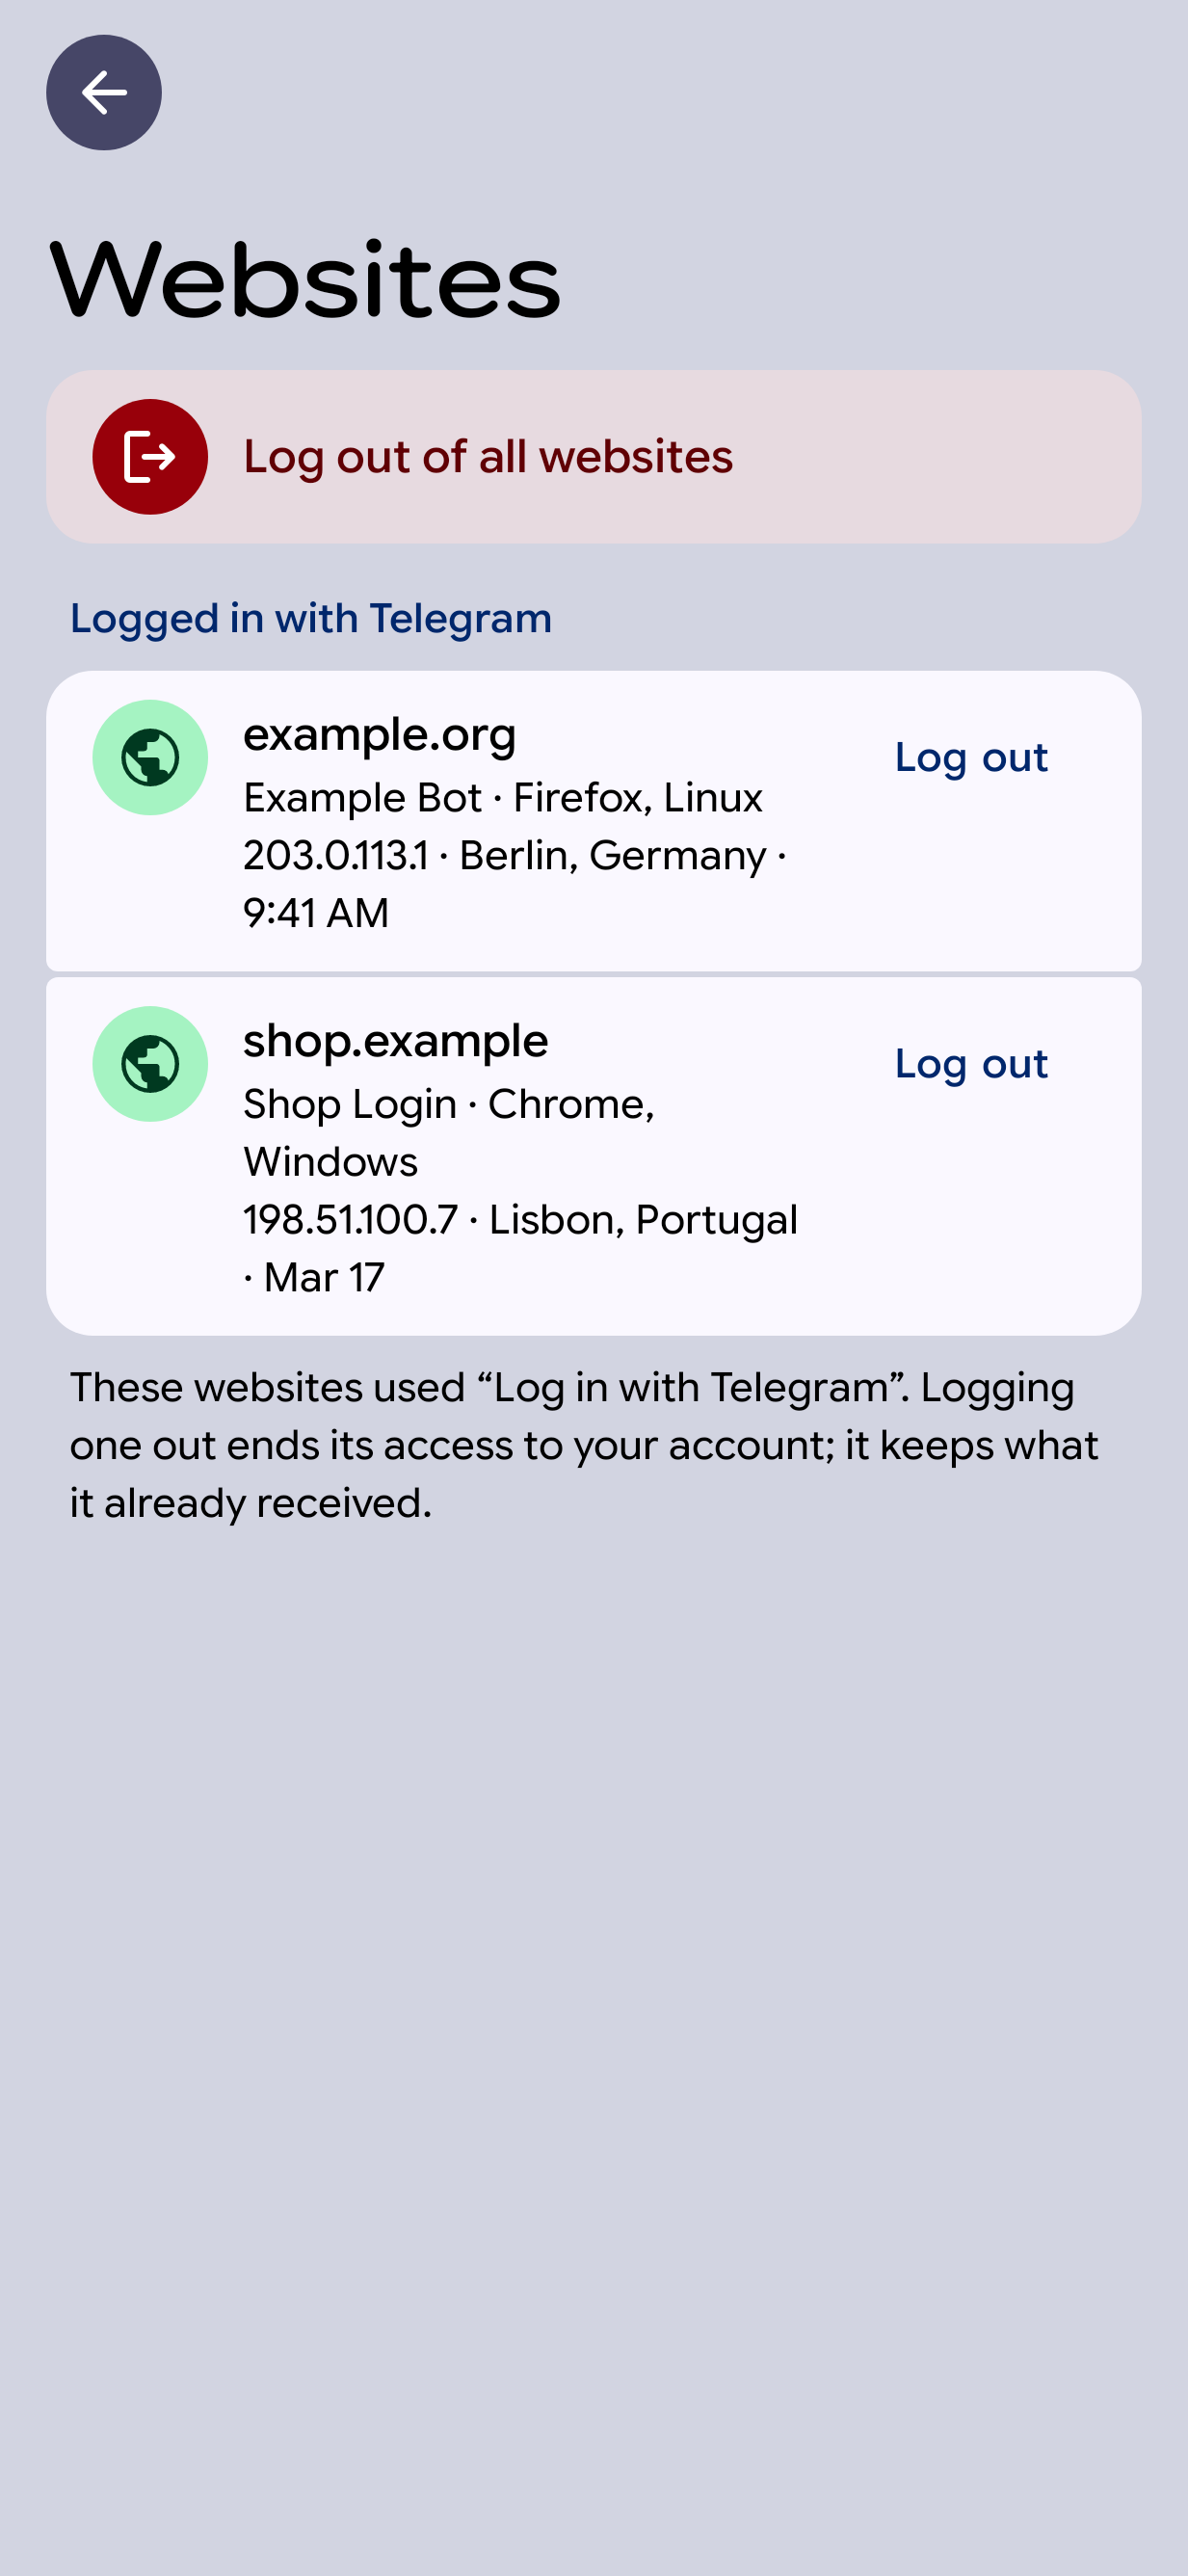 Websites
Log out of all websites
Logged in with Telegram
example.org
Log out
Example Bot · Firefox, Linux
203.0.113.1 · Berlin, Germany ·
9:41 AM
shop.example
Log out
Shop Login · Chrome,
Windows
198.51.100.7 · Lisbon, Portugal
· Mar 17
These websites used “Log in with Telegram”. Logging
one out ends its access to your account; it keeps what
it already received.